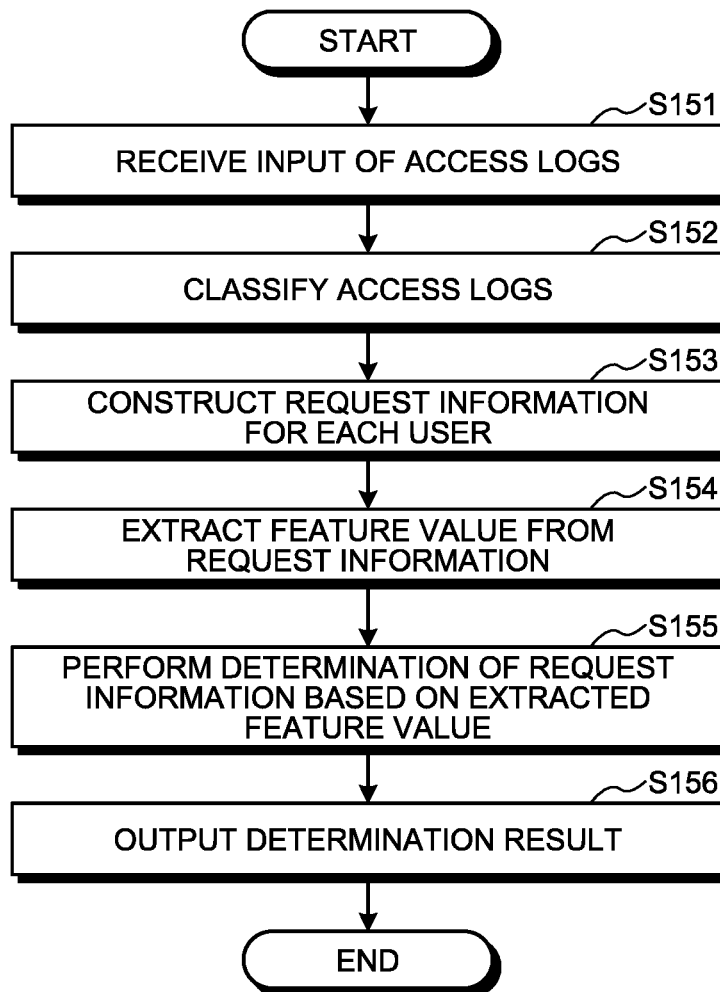 START
S151
RECEIVE INPUT OF ACCESS LOGS
S152
CLASSIFY ACCESS LOGS
S153
CONSTRUCT REQUEST INFORMATION
FOR EACH USER
S154
EXTRACT FEATURE VALUE FROM
REQUEST INFORMATION
S155
PERFORM DETERMINATION OF REQUEST
INFORMATION BASED ON EXTRACTED
FEATURE VALUE
S156
OUTPUT DETERMINATION RESULT
END